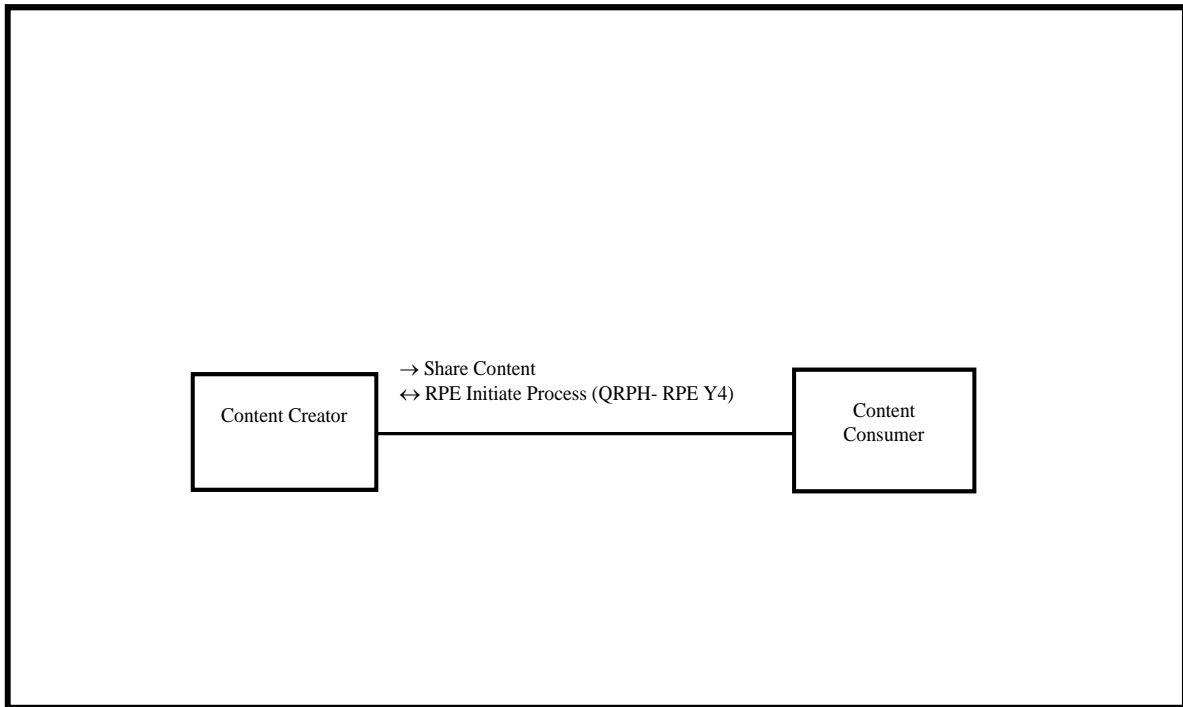 → Share Content
↔ RPE Initiate Process (QRPH- RPE Y4)
Content Creator
Content
Consumer